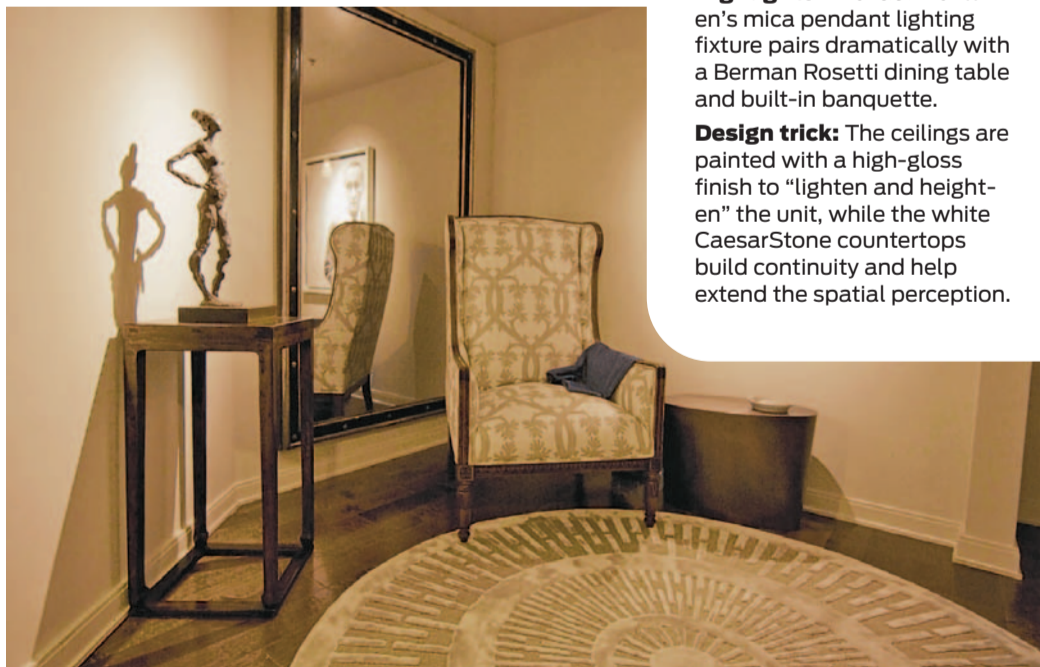 en's mica pendant lighting
fixture pairs dramatically with
a Berman Rosetti dining table
and built-in banquette.
Design trick: The ceilings are
painted with a high-gloss
finish to “lighten and height-
en” the unit, while the white
CaesarStone countertops
build continuity and help
extend the spatial perception.